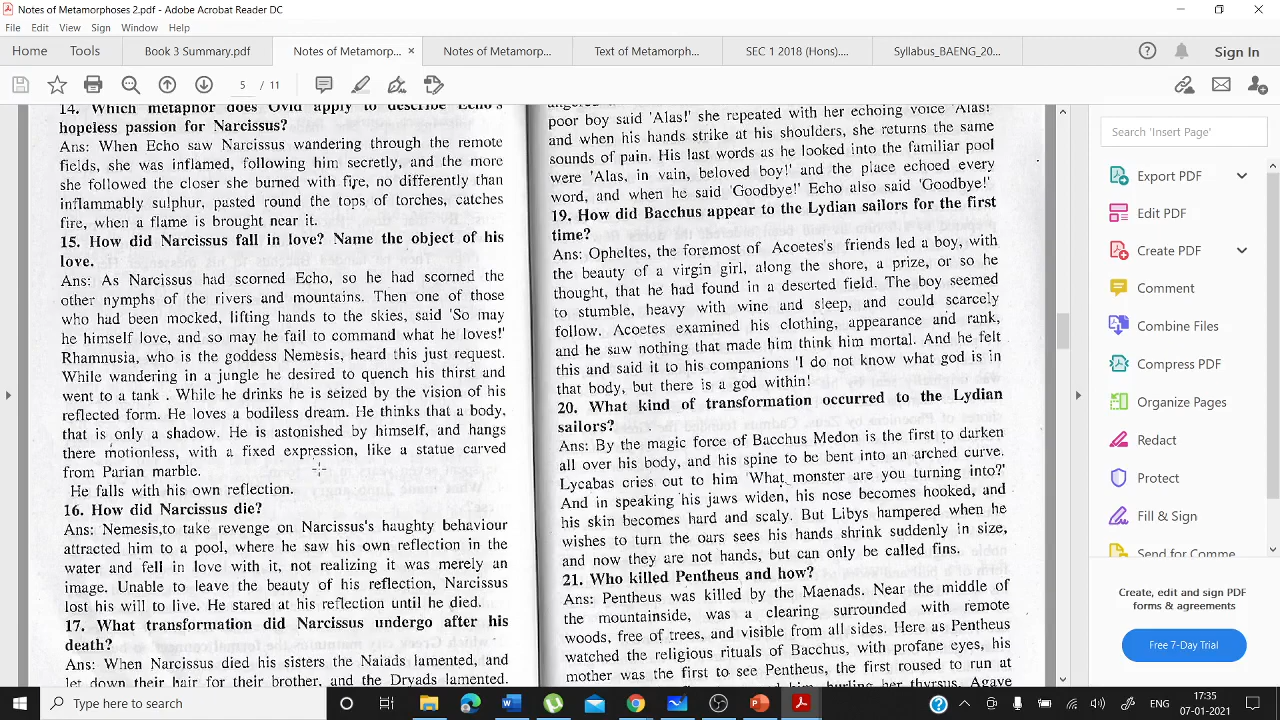 Notes of Metamorphoses 2.pdf - Adobe Acrobat Reader DC
File Edit View Sign Window Help
Home Tools Book 3 Summary.pdf Notes of Metamorp... × Notes of Metamorp... Text of Metamorph... SEC 1 2018 (Hons).... Syllabus_BAENG_20... Sign In
5 / 11
14. Which metaphor does Ovid apply to describe Echo's
hopeless passion for Narcissus?
Ans: When Echo saw Narcissus wandering through the remote
fields, she was inflamed, following him secretly, and the more
she followed the closer she burned with fire, no differently than
inflammably sulphur, pasted round the tops of torches, catches
fire, when a flame is brought near it.
15. How did Narcissus fall in love? Name the object of his
love.
Ans: As Narcissus had scorned Echo, so he had scorned the
other nymphs of the rivers and mountains. Then one of those
who had been mocked, lifting hands to the skies, said 'So may
he himself love, and so may he fail to command what he loves!'
Rhamnusia, who is the goddess Nemesis, heard this just request.
While wandering in a jungle he desired to quench his thirst and
went to a tank . While he drinks he is seized by the vision of his
reflected form. He loves a bodiless dream. He thinks that a body,
that is only a shadow. He is astonished by himself, and hangs
there motionless, with a fixed expression, like a statue carved
from Parian marble.
He falls with his own reflection.
16. How did Narcissus die?
Ans: Nemesis,to take revenge on Narcissus's haughty behaviour
attracted him to a pool, where he saw his own reflection in the
water and fell in love with it, not realizing it was merely an
image. Unable to leave the beauty of his reflection, Narcissus
lost his will to live. He stared at his reflection until he died.
17. What transformation did Narcissus undergo after his
death?
Ans: When Narcissus died his sisters the Naiads lamented, and
let down their hair for their brother, and the Dryads lamented.
poor boy said 'Alas!' she repeated with her echoing voice 'Alas!'
and when his hands strike at his shoulders, she returns the same
sounds of pain. His last words as he looked into the familiar pool
were 'Alas, in vain, beloved boy!' and the place echoed every
word, and when he said 'Goodbye!' Echo also said 'Goodbye!'
19. How did Bacchus appear to the Lydian sailors for the first
time?
Ans: Opheltes, the foremost of Acoetes's friends led a boy, with
the beauty of a virgin girl, along the shore, a prize, or so he
thought, that he had found in a deserted field. The boy seemed
to stumble, heavy with wine and sleep, and could scarcely
follow. Acoetes examined his clothing, appearance and rank,
and he saw nothing that made him think him mortal. And he felt
this and said it to his companions 'I do not know what god is in
that body, but there is a god within!
20. What kind of transformation occurred to the Lydian
sailors?
Ans: By the magic force of Bacchus Medon is the first to darken
all over his body, and his spine to be bent into an arched curve.
Lycabas cries out to him 'What monster are you turning into?'
And in speaking his jaws widen, his nose becomes hooked, and
his skin becomes hard and scaly. But Libys hampered when he
wishes to turn the oars sees his hands shrink suddenly in size,
and now they are not hands, but can only be called fins.
21. Who killed Pentheus and how?
Ans: Pentheus was killed by the Maenads. Near the middle of
the mountainside, was a clearing surrounded with remote
woods, free of trees, and visible from all sides. Here as Pentheus
watched the religious rituals of Bacchus, with profane eyes, his
mother was the first to see Pentheus, the first roused to run at
hurling her thyrsus. Agave
Search 'Insert Page'
Export PDF
Edit PDF
Create PDF
Comment
Combine Files
Compress PDF
Organize Pages
Redact
Protect
Fill & Sign
Send for Comme
Create, edit and sign PDF
forms & agreements
Free 7-Day Trial
Type here to search
ENG
17:35
07-01-2021